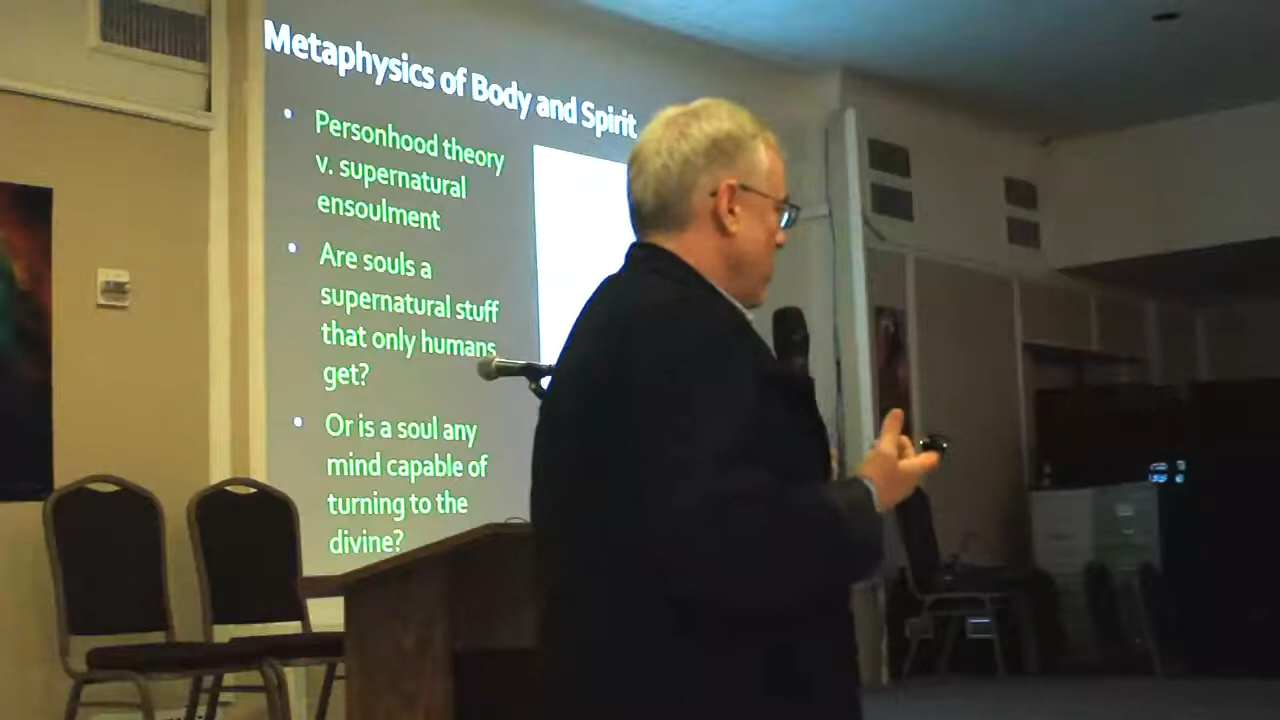 Metaphysics of Body and Spirit
• Personhood theory
v. supernatural
ensoulment
• Are souls a
supernatural stuff
that only humans
get?
• Or is a soul any
mind capable of
turning to the
divine?